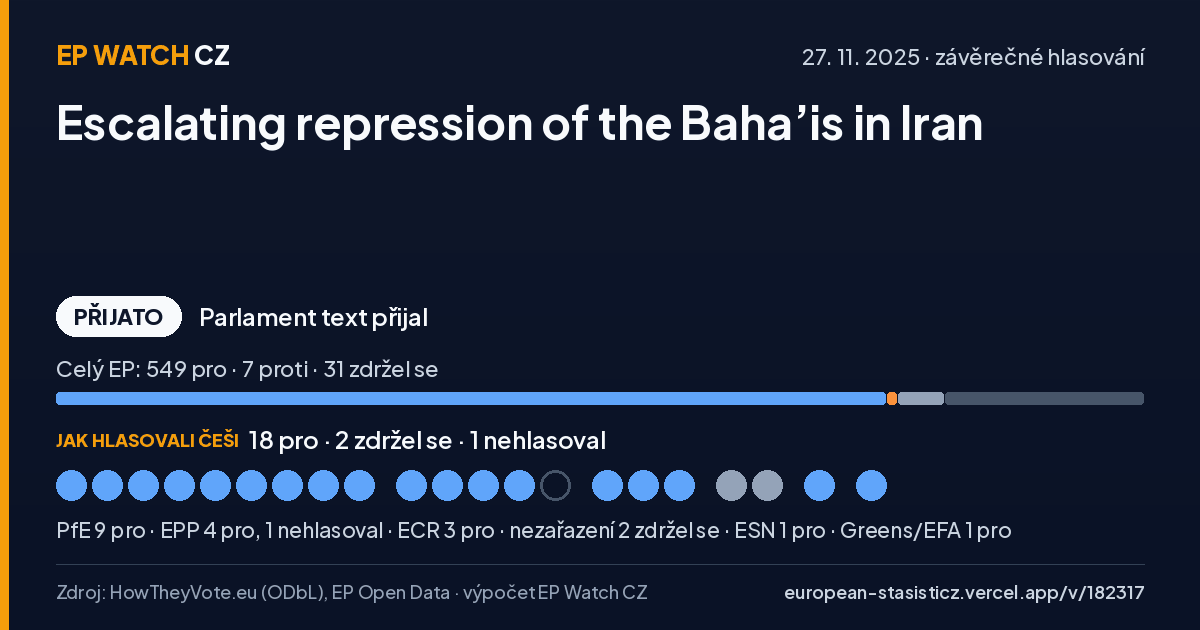 EP WATCH CZ
27. 11. 2025 · závěrečné hlasování
Escalating repression of the Baha’is in Iran
PŘIJATO
Parlament text přijal
Celý EP: 549 pro · 7 proti · 31 zdržel se
JAK HLASOVALI ČEŠI 18 pro · 2 zdržel se · 1 nehlasoval
PfE 9 pro · EPP 4 pro, 1 nehlasoval · ECR 3 pro · nezařazení 2 zdržel se · ESN 1 pro · Greens/EFA 1 pro
Zdroj: HowTheyVote.eu (ODbL), EP Open Data · výpočet EP Watch CZ
european-stasisticz.vercel.app/v/182317